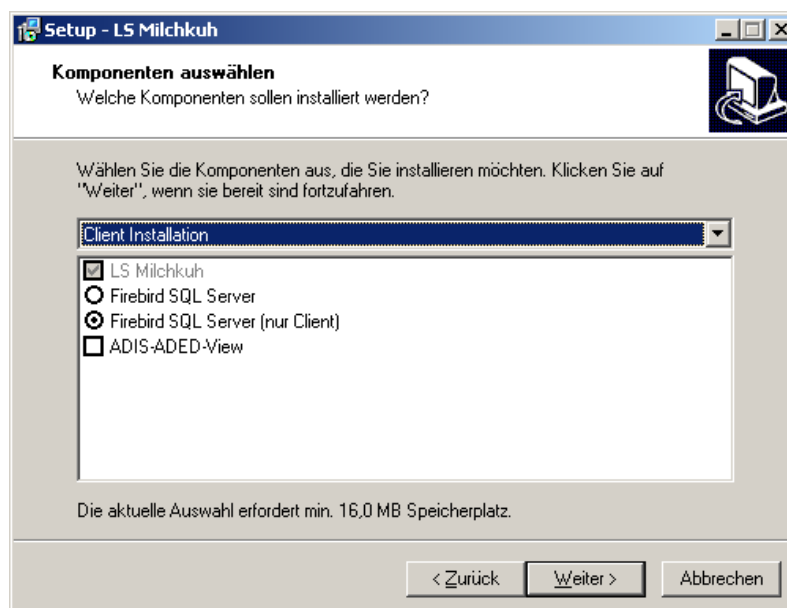 Setup - LS Milchkuh
Komponenten auswählen
Welche Komponenten sollen installiert werden?
Wählen Sie die Komponenten aus, die Sie installieren möchten. Klicken Sie auf
"Weiter", wenn sie bereit sind fortzufahren.
Client Installation
LS Milchkuh
Firebird SQL Server
Firebird SQL Server (nur Client)
ADIS-ADED-View
Die aktuelle Auswahl erfordert min. 16,0 MB Speicherplatz.
< Zurück
Weiter >
Abbrechen